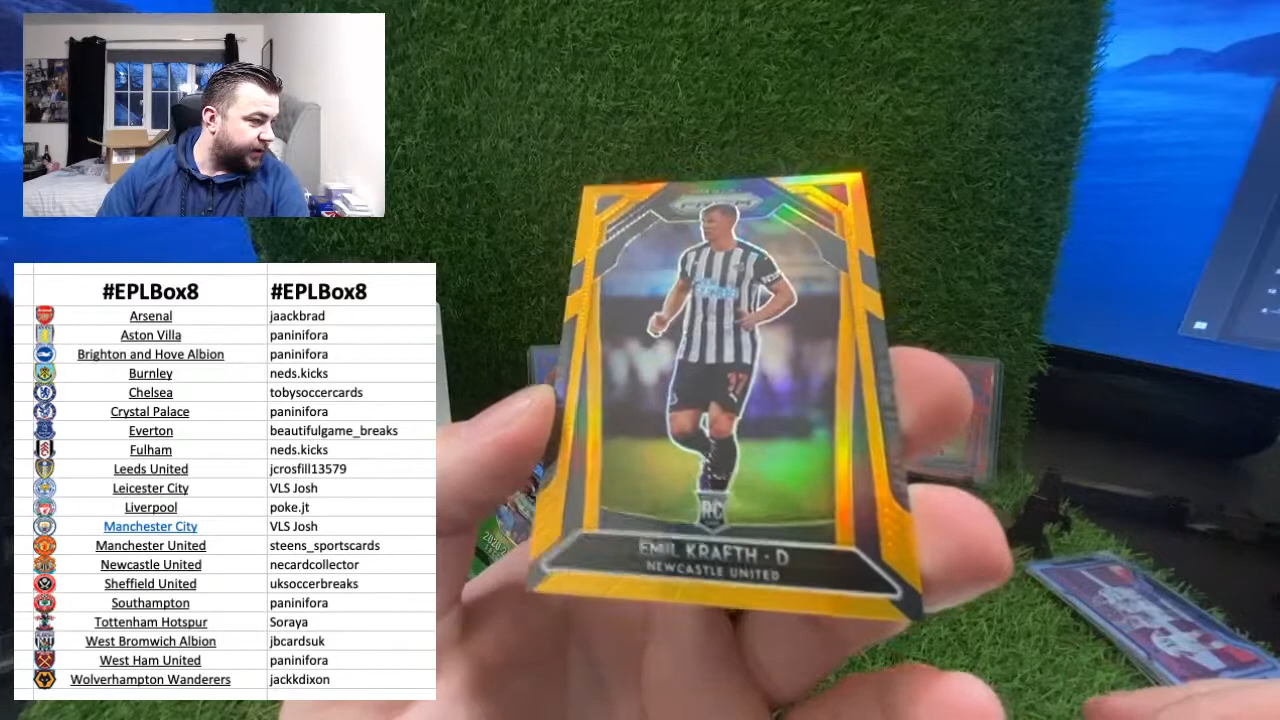 #EPLBox8 #EPLBox8
Arsenal jaackbrad
Aston Villa paninifora
Brighton and Hove Albion paninifora
Burnley neds.kicks
Chelsea tobysoccercards
Crystal Palace paninifora
Everton beautifulgame_breaks
Fulham neds.kicks
Leeds United jcrosfill13579
Leicester City VLS Josh
Liverpool poke.jt
Manchester City VLS Josh
Manchester United steens_sportscards
Newcastle United necardcollector
Sheffield United uksoccerbreaks
Southampton paninifora
Tottenham Hotspur Soraya
West Bromwich Albion jbcardsuk
West Ham United paninifora
Wolverhampton Wanderers jackkdixon
PRIZM
37
RC
EMIL KRAFTH · D
NEWCASTLE UNITED